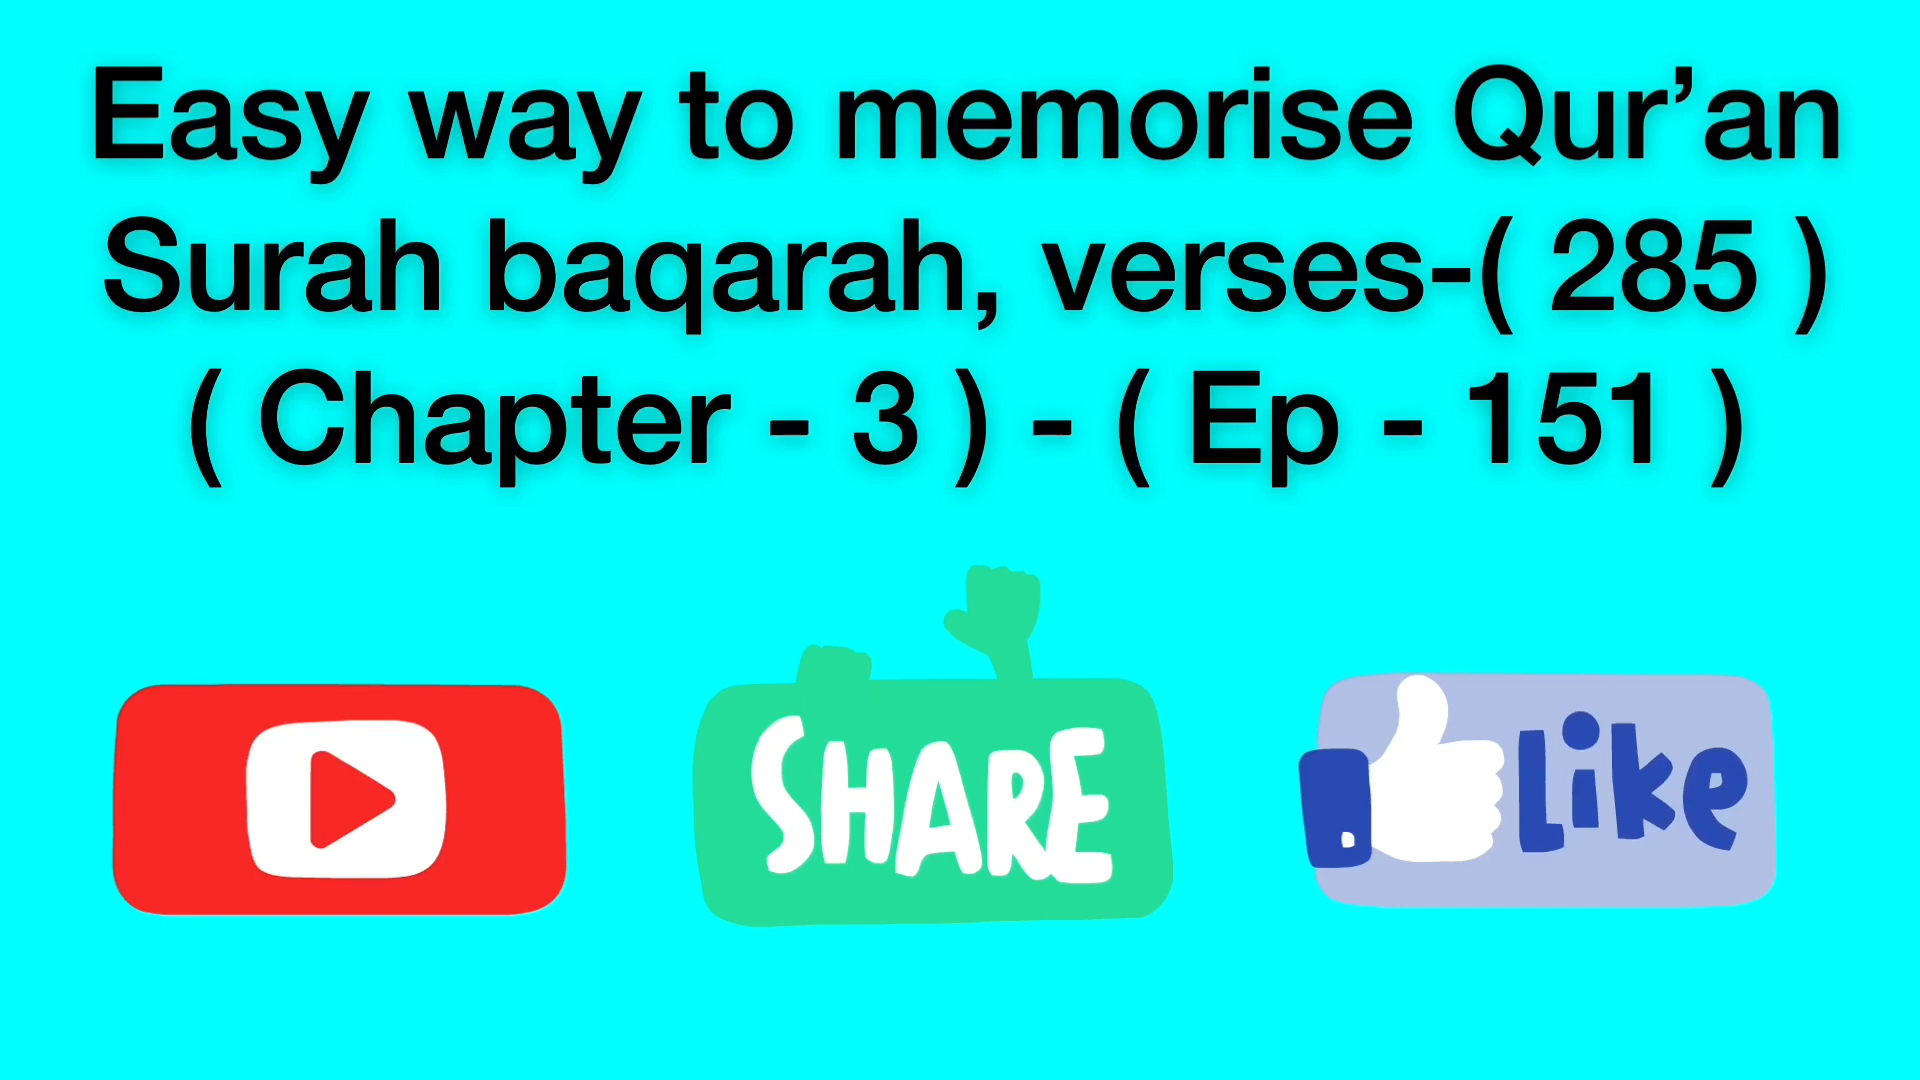 Easy way to memorise Qur’an
Surah baqarah, verses-( 285 )
( Chapter - 3 ) - ( Ep - 151 )
SHARE
Like